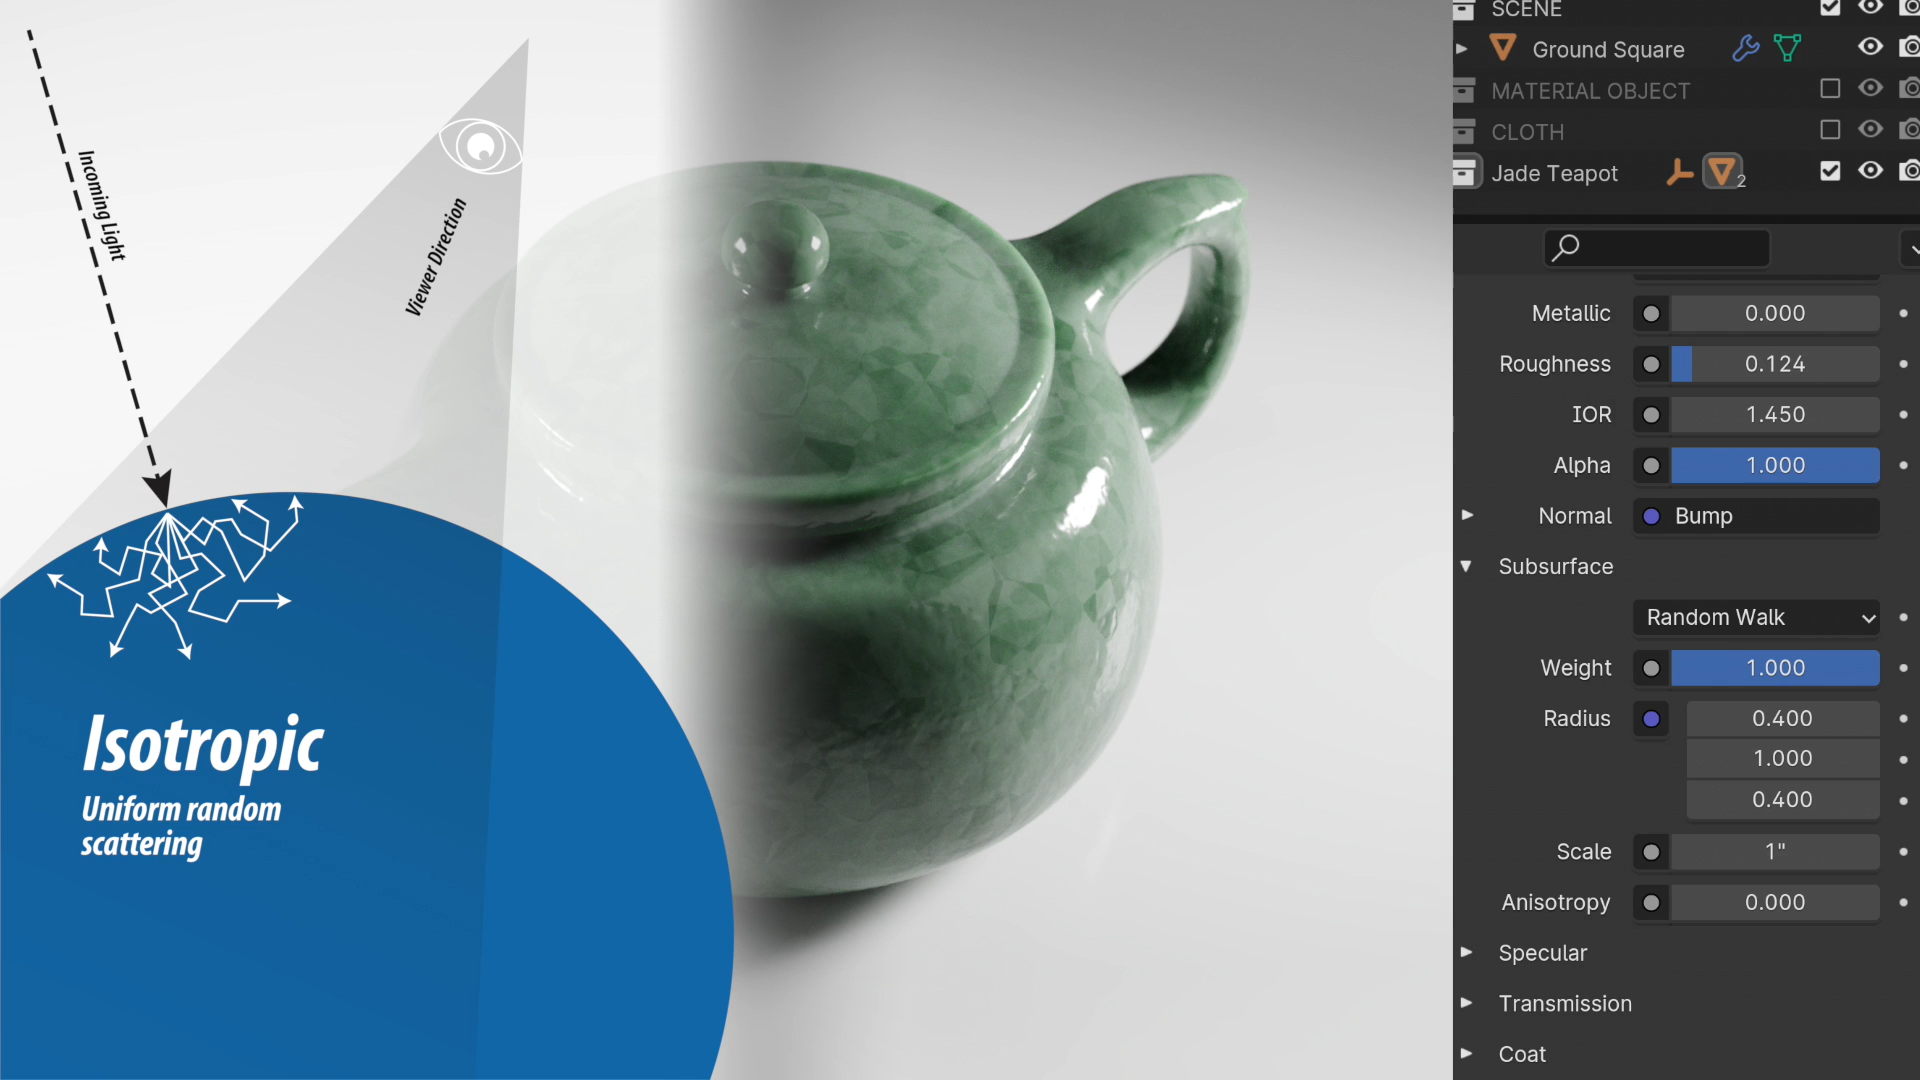 Incoming Light
Viewer Direction
Isotropic
Uniform random
scattering
SCENE
Ground Square
MATERIAL OBJECT
CLOTH
Jade Teapot 2
Metallic 0.000
Roughness 0.124
IOR 1.450
Alpha 1.000
Normal Bump
Subsurface
Random Walk
Weight 1.000
Radius 0.400
1.000
0.400
Scale 1"
Anisotropy 0.000
Specular
Transmission
Coat